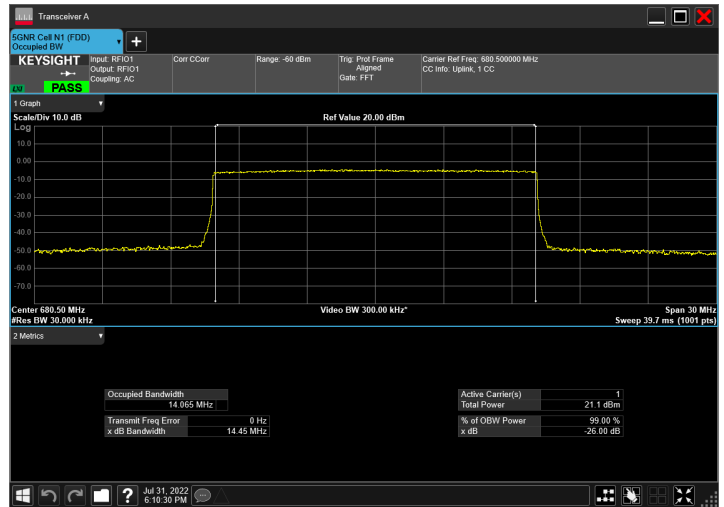 Transceiver A
5GNR Cell N1 (FDD)
Occupied BW
+
KEYSIGHT
LXI
PASS
Input: RFIO1
Output: RFIO1
Coupling: AC
Corr CCorr
Range: -60 dBm
Trig: Prot Frame
Aligned
Gate: FFT
Carrier Ref Freq: 680.500000 MHz
CC Info: Uplink, 1 CC
1 Graph
Scale/Div 10.0 dB
Ref Value 20.00 dBm
Log
10.0
0.00
-10.0
-20.0
-30.0
-40.0
-50.0
-60.0
-70.0
Center 680.50 MHz
Video BW 300.00 kHz*
Span 30 MHz
#Res BW 30.000 kHz
Sweep 39.7 ms (1001 pts)
2 Metrics
Occupied Bandwidth
14.065 MHz
Transmit Freq Error 0 Hz
x dB Bandwidth 14.45 MHz
Active Carrier(s) 1
Total Power 21.1 dBm
% of OBW Power 99.00 %
x dB -26.00 dB
?
Jul 31, 2022
6:10:30 PM